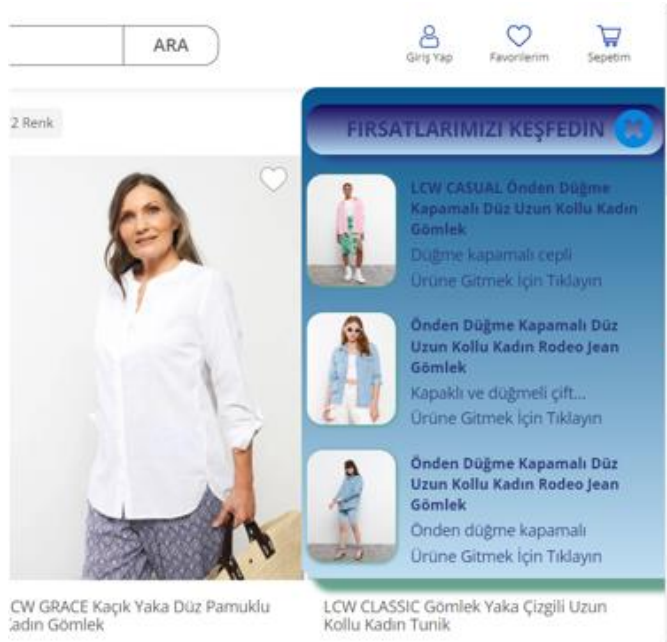 ARA
Giriş Yap
Favorilerim
Sepetim
2 Renk
FIRSATLARIMIZI KEŞFEDİN
LCW CASUAL Önden Düğme
Kapamalı Düz Uzun Kollu Kadın
Gömlek
Düğme kapamalı cepli
Ürüne Gitmek İçin Tıklayın
Önden Düğme Kapamalı Düz
Uzun Kollu Kadın Rodeo Jean
Gömlek
Kapaklı ve düğmeli çift...
Ürüne Gitmek İçin Tıklayın
Önden Düğme Kapamalı Düz
Uzun Kollu Kadın Rodeo Jean
Gömlek
Önden düğme kapamalı
Ürüne Gitmek İçin Tıklayın
CW GRACE Kaçık Yaka Düz Pamuklu
Kadın Gömlek
LCW CLASSIC Gömlek Yaka Çizgili Uzun
Kollu Kadın Tunik